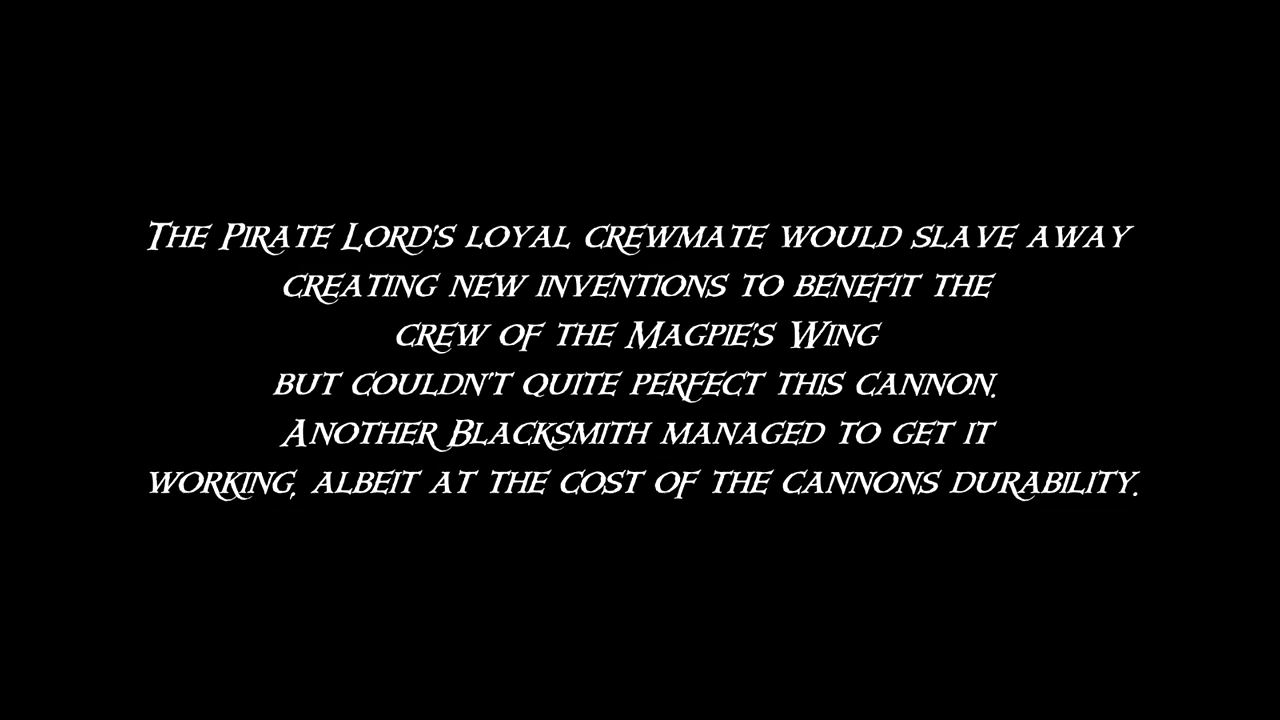 The Pirate Lord's loyal crewmate would slave away
creating new inventions to benefit the
crew of the Magpie's Wing
but couldn't quite perfect this cannon.
Another Blacksmith managed to get it
working, albeit at the cost of the cannons durability.